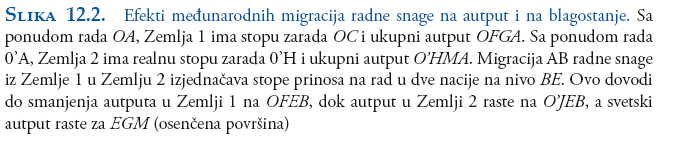 SLIKA 12.2. Efekti međunarodnih migracija radne snage na autput i na blagostanje. Sa
ponudom rada OA, Zemlja 1 ima stopu zarada OC i ukupni autput OFGA. Sa ponudom rada
0’A, Zemlja 2 ima realnu stopu zarada 0’H i ukupni autput O’HMA. Migracija AB radne snage
iz Zemlje 1 u Zemlju 2 izjednačava stope prinosa na rad u dve nacije na nivo BE. Ovo dovodi
do smanjenja autputa u Zemlji 1 na OFEB, dok autput u Zemlji 2 raste na O’JEB, a svetski
autput raste za EGM (osenčena površina)